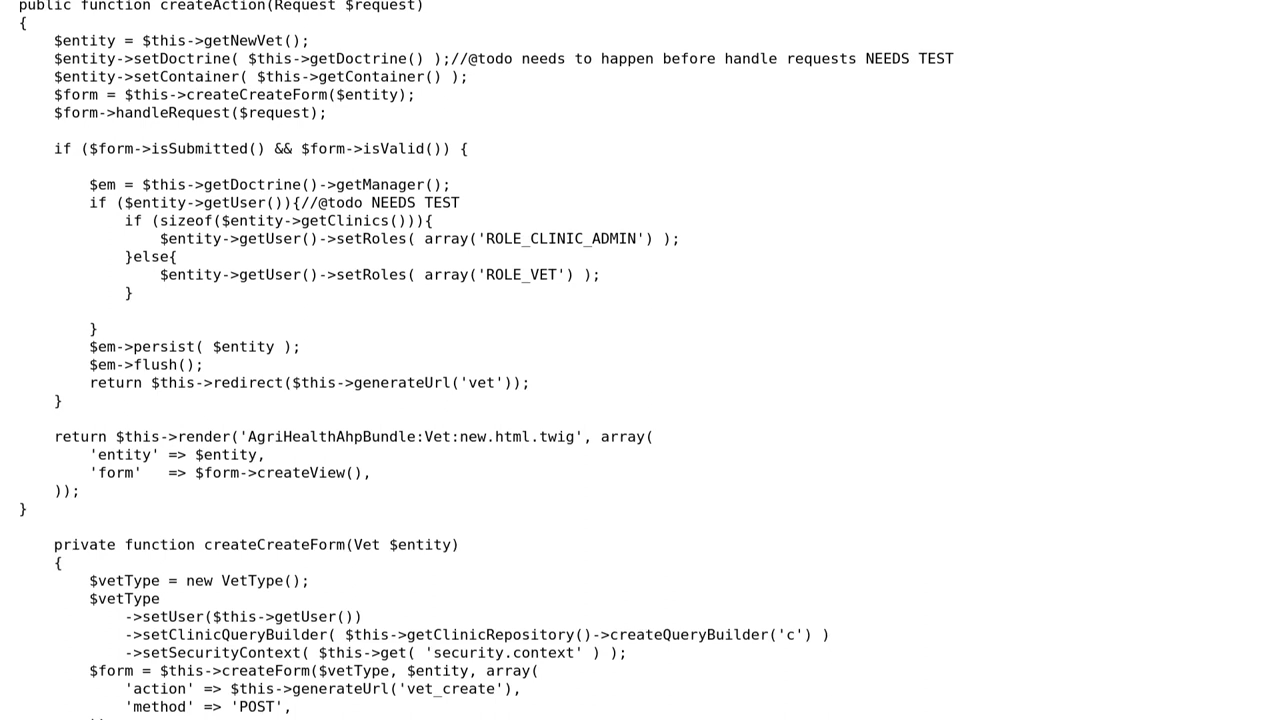 public function createAction(Request $request)
{
    $entity = $this->getNewVet();
    $entity->setDoctrine( $this->getDoctrine() );//@todo needs to happen before handle requests NEEDS TEST
    $entity->setContainer( $this->getContainer() );
    $form = $this->createCreateForm($entity);
    $form->handleRequest($request);

    if ($form->isSubmitted() && $form->isValid()) {

        $em = $this->getDoctrine()->getManager();
        if ($entity->getUser()){//@todo NEEDS TEST
            if (sizeof($entity->getClinics())){
                $entity->getUser()->setRoles( array('ROLE_CLINIC_ADMIN') );
            }else{
                $entity->getUser()->setRoles( array('ROLE_VET') );
            }

        }
        $em->persist( $entity );
        $em->flush();
        return $this->redirect($this->generateUrl('vet'));
    }

    return $this->render('AgriHealthAhpBundle:Vet:new.html.twig', array(
        'entity' => $entity,
        'form'   => $form->createView(),
    ));
}

    private function createCreateForm(Vet $entity)
    {
        $vetType = new VetType();
        $vetType
            ->setUser($this->getUser())
            ->setClinicQueryBuilder( $this->getClinicRepository()->createQueryBuilder('c') )
            ->setSecurityContext( $this->get( 'security.context' ) );
        $form = $this->createForm($vetType, $entity, array(
            'action' => $this->generateUrl('vet_create'),
            'method' => 'POST',